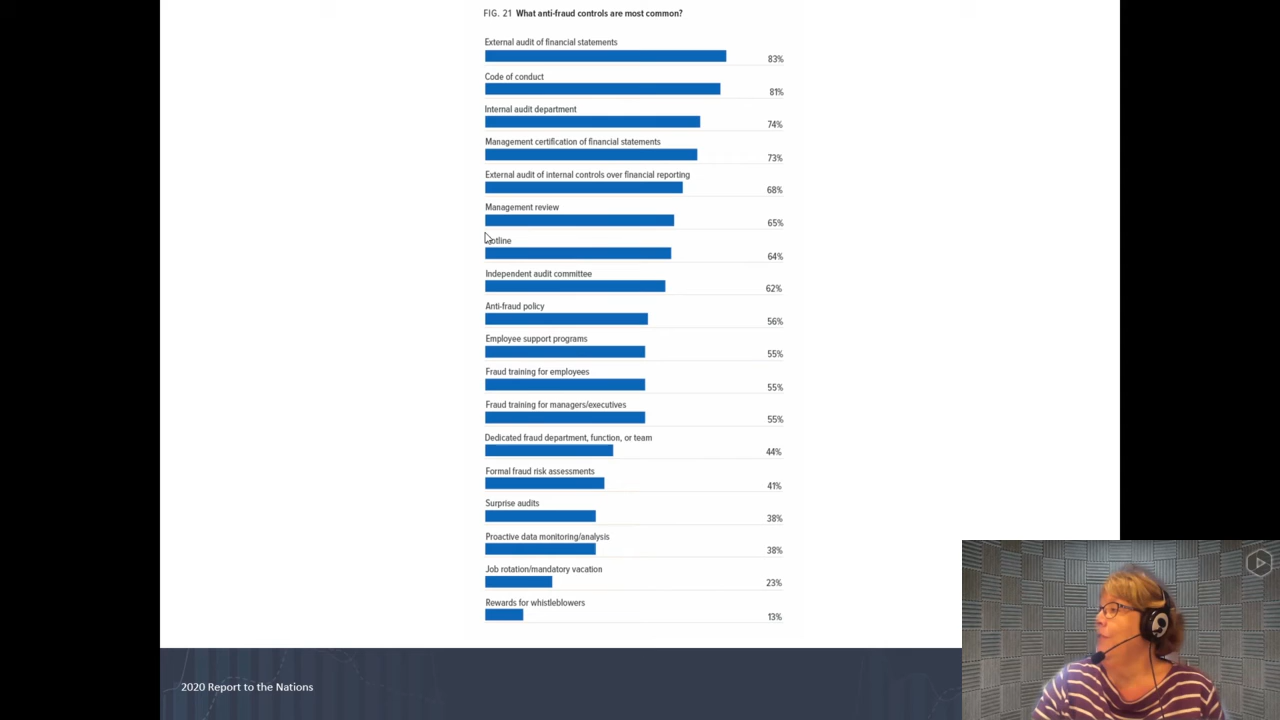 FIG. 21 What anti-fraud controls are most common?
External audit of financial statements
83%
Code of conduct
81%
Internal audit department
74%
Management certification of financial statements
73%
External audit of internal controls over financial reporting
68%
Management review
65%
otline
64%
Independent audit committee
62%
Anti-fraud policy
56%
Employee support programs
55%
Fraud training for employees
55%
Fraud training for managers/executives
55%
Dedicated fraud department, function, or team
44%
Formal fraud risk assessments
41%
Surprise audits
38%
Proactive data monitoring/analysis
38%
Job rotation/mandatory vacation
23%
Rewards for whistleblowers
13%
2020 Report to the Nations